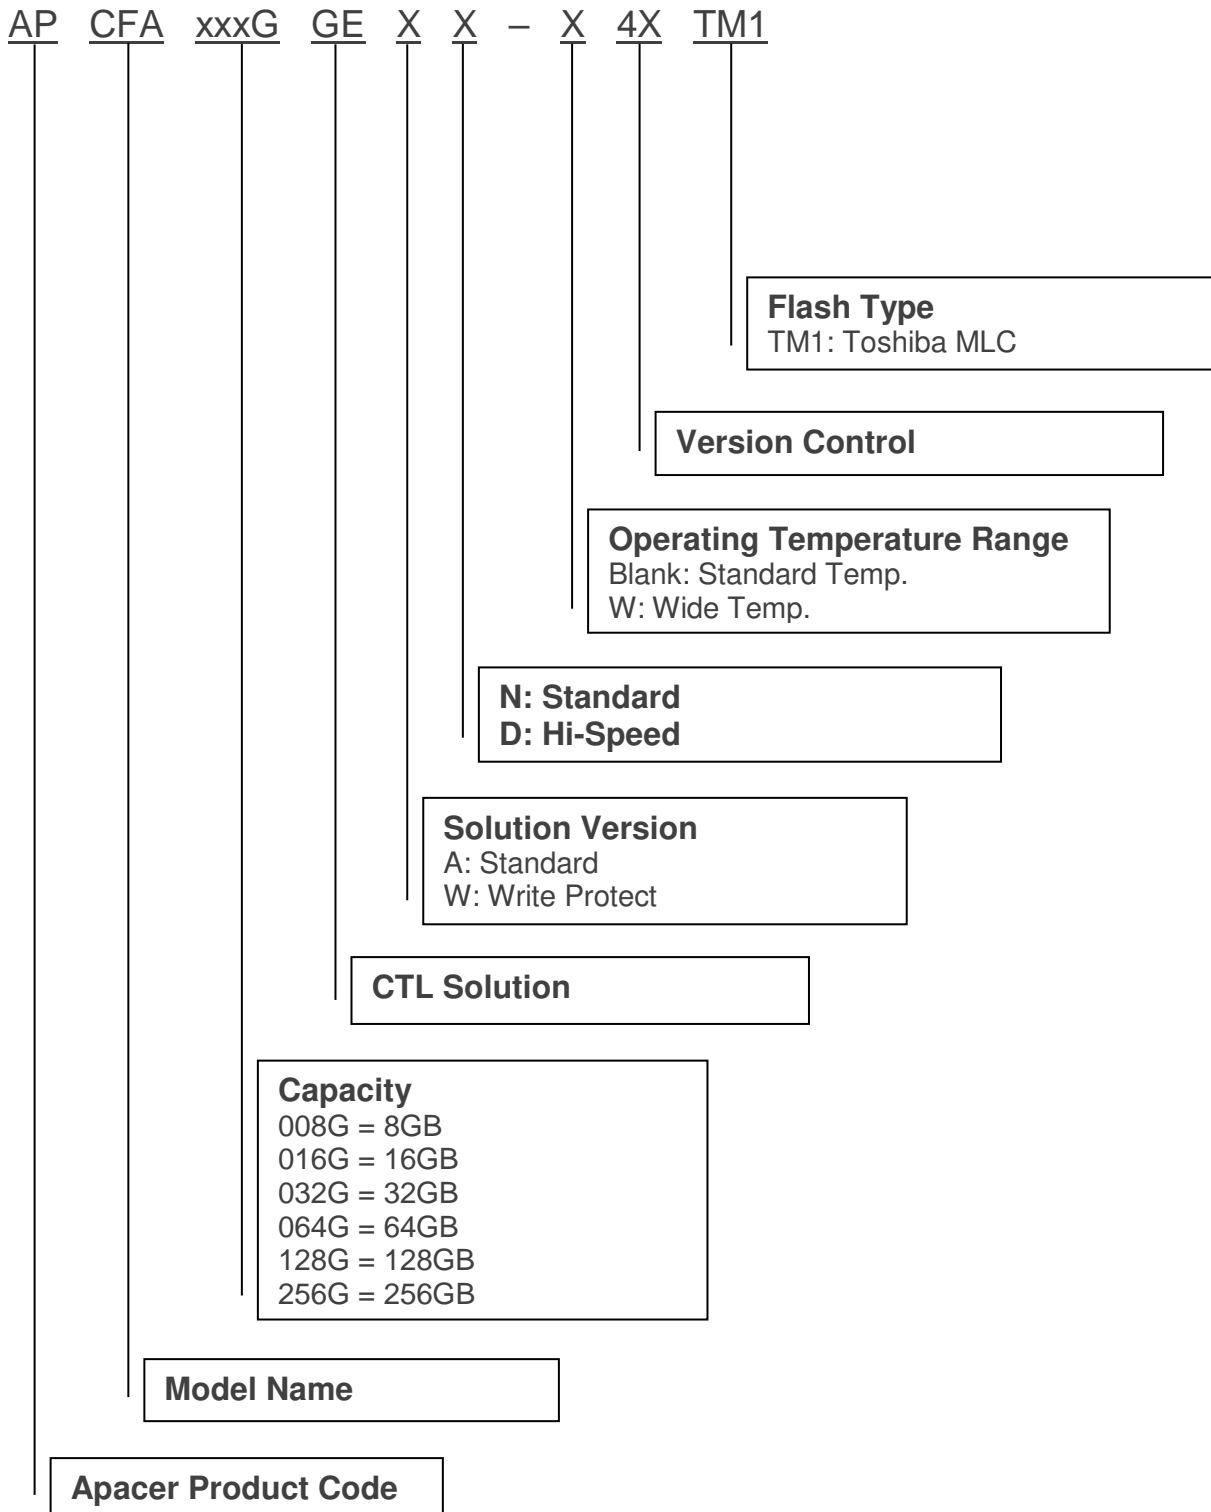 AP CFA xxxG GE X X – X 4X TM1
Flash Type
TM1: Toshiba MLC
Version Control
Operating Temperature Range
Blank: Standard Temp.
W: Wide Temp.
N: Standard
D: Hi-Speed
Solution Version
A: Standard
W: Write Protect
CTL Solution
Capacity
008G = 8GB
016G = 16GB
032G = 32GB
064G = 64GB
128G = 128GB
256G = 256GB
Model Name
Apacer Product Code